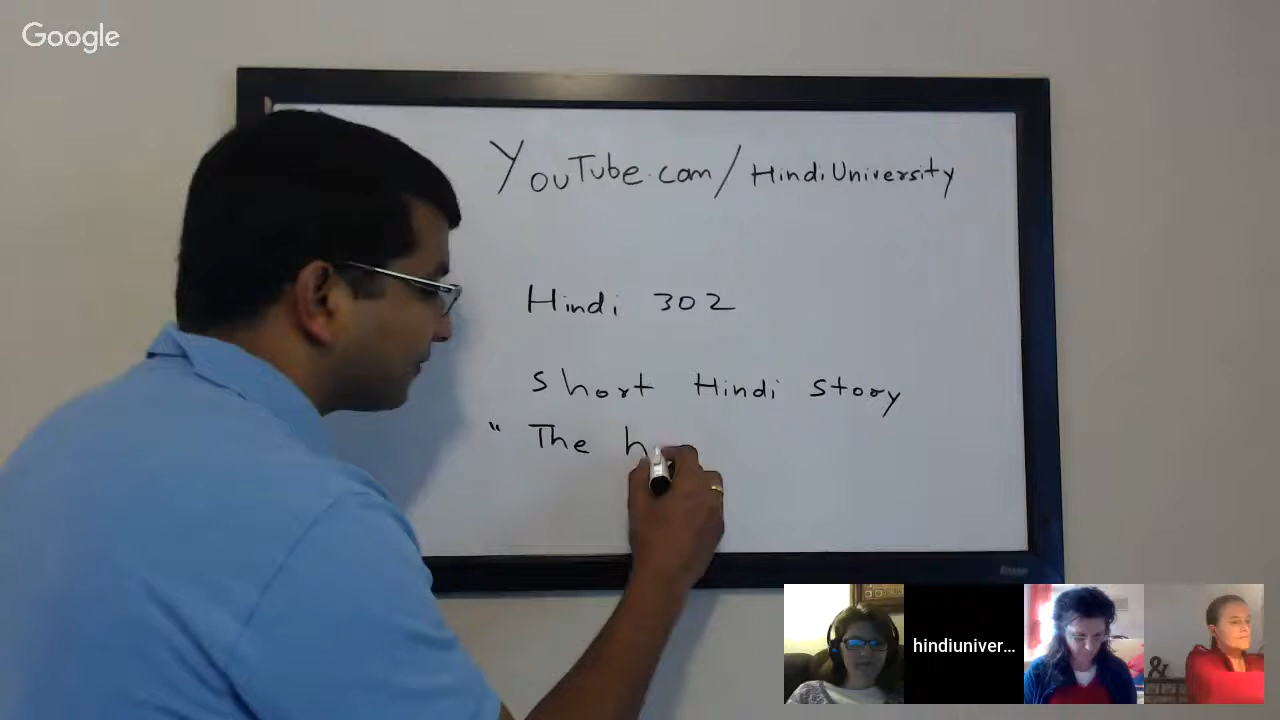 Google
YouTube.com/HindiUniversity
Hindi 302
Short Hindi Story
" The h
hindiuniver...